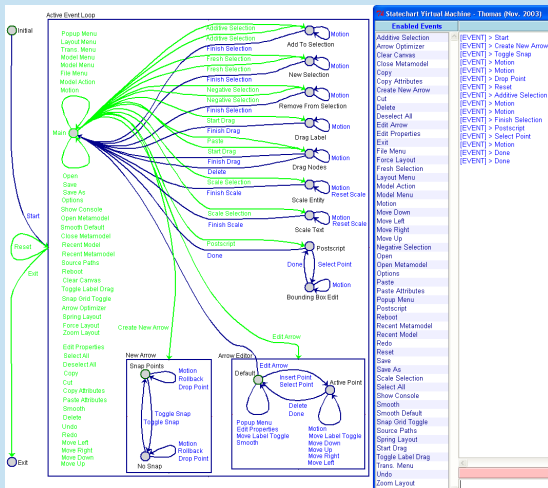 Active Event Loop
Initial
Popup Menu
Layout Menu
Trans. Menu
Model Menu
Model Menu
File Menu
Model Action
Motion
Main
Open
Save
Save As
Options
Show Console
Open Metamodel
Smooth Default
Close Metamodel
Recent Model
Recent Metamodel
Source Paths
Reboot
Clear Canvas
Toggle Label Drag
Snap Grid Toggle
Arrow Optimizer
Spring Layout
Force Layout
Zoom Layout
Edit Properties
Select All
Deselect All
Copy
Cut
Copy Attributes
Paste Attributes
Smooth
Delete
Undo
Redo
Move Left
Move Right
Move Down
Move Up
Start
Reset
Exit
Exit
Additive Selection
Additive Selection
Finish Selection
Fresh Selection
Fresh Selection
Finish Selection
Negative Selection
Negative Selection
Finish Selection
Start Drag
Finish Drag
Paste
Start Drag
Finish Drag
Delete
Scale Selection
Finish Scale
Scale Selection
Finish Scale
Postscript
Done
Motion
Add To Selection
Motion
New Selection
Motion
Remove From Selection
Motion
Drag Label
Motion
Drag Nodes
Motion
Reset Scale
Scale Entity
Motion
Reset Scale
Scale Text
Postscript
Done
Select Point
Motion
Bounding Box Edit
Create New Arrow
Edit Arrow
New Arrow
Snap Points
Motion
Rollback
Drop Point
Toggle Snap
Toggle Snap
Motion
Rollback
Drop Point
No Snap
Arrow Editor
Edit Arrow
Default
Insert Point
Select Point
Active Point
Delete
Done
Popup Menu
Edit Properties
Move Label Toggle
Smooth
Motion
Move Label Toggle
Move Down
Move Up
Move Right
Move Left
Statechart Virtual Machine - Thomas (Nov. 2003)
Enabled Events
Additive Selection
Arrow Optimizer
Clear Canvas
Close Metamodel
Copy
Copy Attributes
Create New Arrow
Cut
Delete
Deselect All
Edit Arrow
Edit Properties
Exit
File Menu
Force Layout
Fresh Selection
Layout Menu
Model Action
Model Menu
Motion
Move Down
Move Left
Move Right
Move Up
Negative Selection
Open
Open Metamodel
Options
Paste
Paste Attributes
Popup Menu
Postscript
Reboot
Recent Metamodel
Recent Model
Redo
Reset
Save
Save As
Scale Selection
Select All
Show Console
Smooth
Smooth Default
Snap Grid Toggle
Source Paths
Spring Layout
Start Drag
Toggle Label Drag
Trans. Menu
Undo
Zoom Layout
[EVENT] > Start
[EVENT] > Create New Arrow
[EVENT] > Toggle Snap
[EVENT] > Motion
[EVENT] > Motion
[EVENT] > Drop Point
[EVENT] > Reset
[EVENT] > Additive Selection
[EVENT] > Motion
[EVENT] > Motion
[EVENT] > Finish Selection
[EVENT] > Postscript
[EVENT] > Select Point
[EVENT] > Motion
[EVENT] > Done
[EVENT] > Done